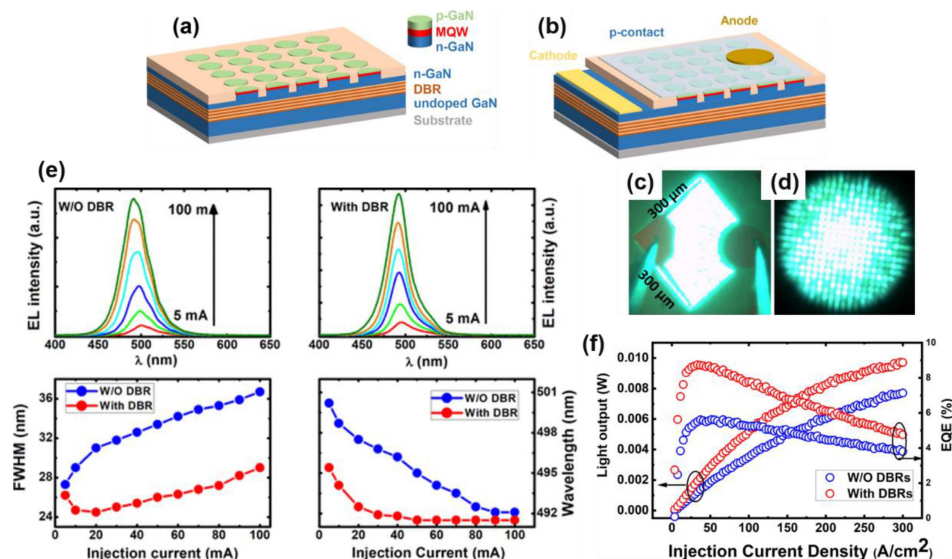 (a)
p-GaN
MQW
n-GaN
n-GaN
DBR
undoped GaN
Substrate
(b)
Anode
p-contact
Cathode
(c)
300 μm
300 μm
(d)
(e)
EL intensity (a.u.)
W/O DBR
100 mA
5 mA
400 450 500 550 600 650
λ (nm)
EL intensity (a.u.)
With DBR
100 mA
5 mA
400 450 500 550 600 650
λ (nm)
EL intensity (a.u.)
FWHM (nm)
36
32
28
24
W/O DBR
With DBR
0 20 40 60 80 100
Injection current (mA)
W/O DBR
With DBR
501
498
495
492
Wavelength (nm)
0 20 40 60 80 100
Injection Current (mA)
(f)
Light output (W)
0.010
0.008
0.006
0.004
0.002
0.000
10
8
6
4
2
0
EQE (%)
W/O DBRs
With DBRs
50 100 150 200 250 300
Injection Current Density (A/cm2)